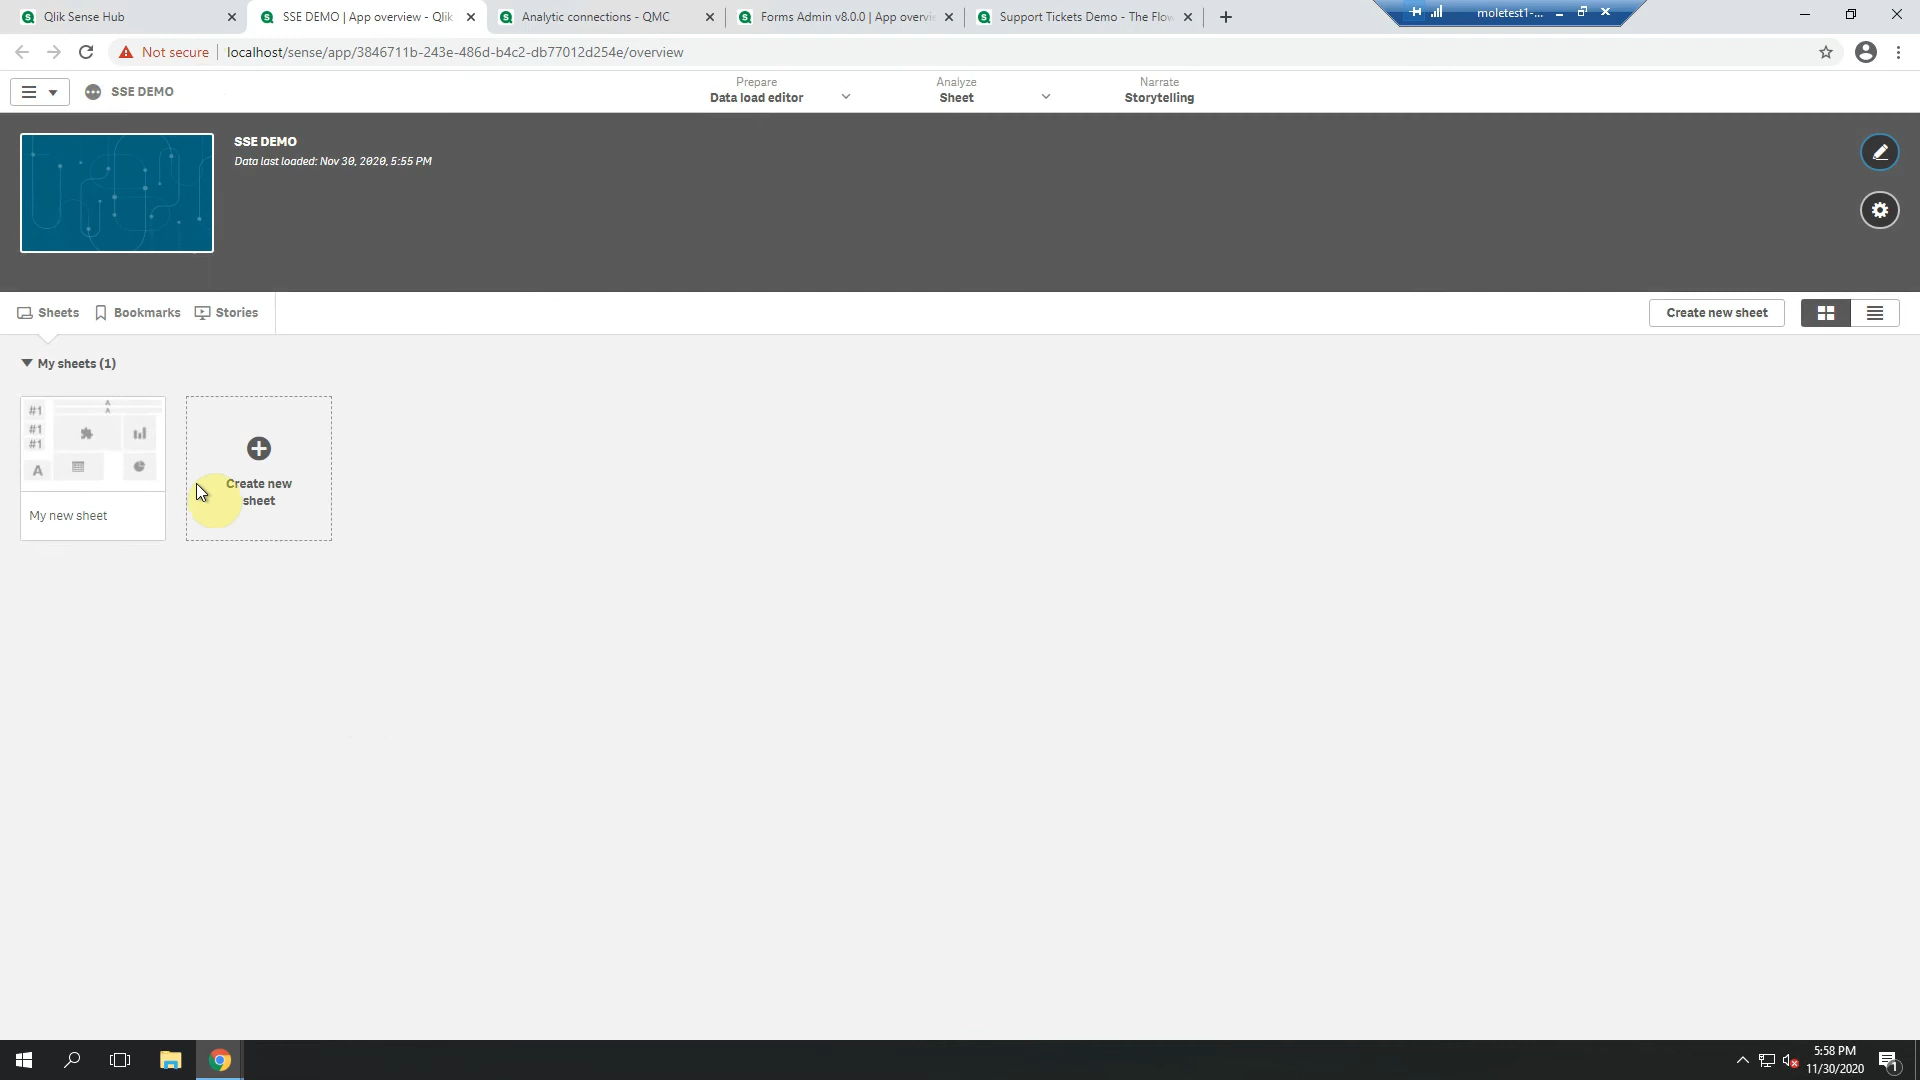 Qlik Sense Hub
SSE DEMO | App overview - Qlik
Analytic connections - QMC
Forms Admin v8.0.0 | App overvie
Support Tickets Demo - The Flow
moletest1-...
Not secure
localhost/sense/app/3846711b-243e-486d-b4c2-db77012d254e/overview
SSE DEMO
Prepare
Data load editor
Analyze
Sheet
Narrate
Storytelling
SSE DEMO
Data last loaded: Nov 30, 2020, 5:55 PM
Sheets
Bookmarks
Stories
Create new sheet
My sheets (1)
#1
#1
#1
A
A
A
My new sheet
Create new
sheet
5:58 PM
11/30/2020
1